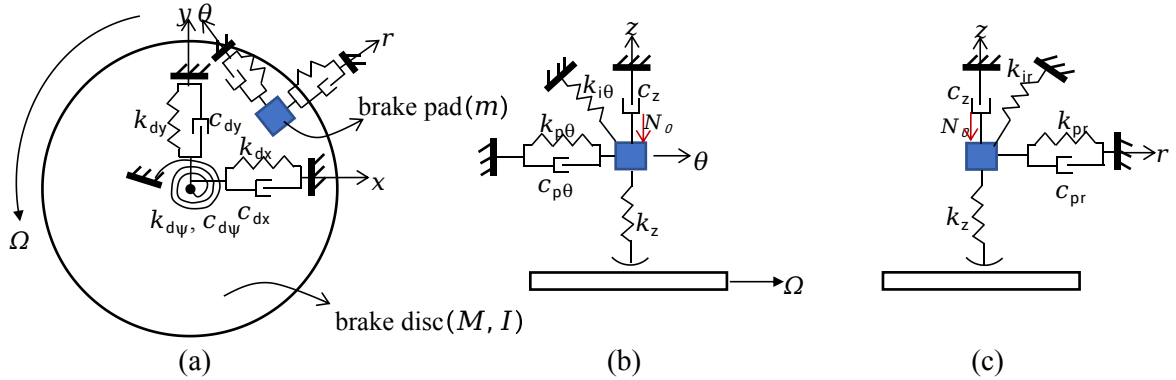 y θ
r
brake pad(m)
k_dy
c_dy
k_dx
x
k_dψ, c_dψ
c_dx
Ω
brake disc(M, I)
(a)
z
k_iθ
c_z
N_0
k_pθ
θ
c_pθ
k_z
Ω
(b)
z
k_ir
c_z
N_0
k_pr
r
c_pr
k_z
(c)